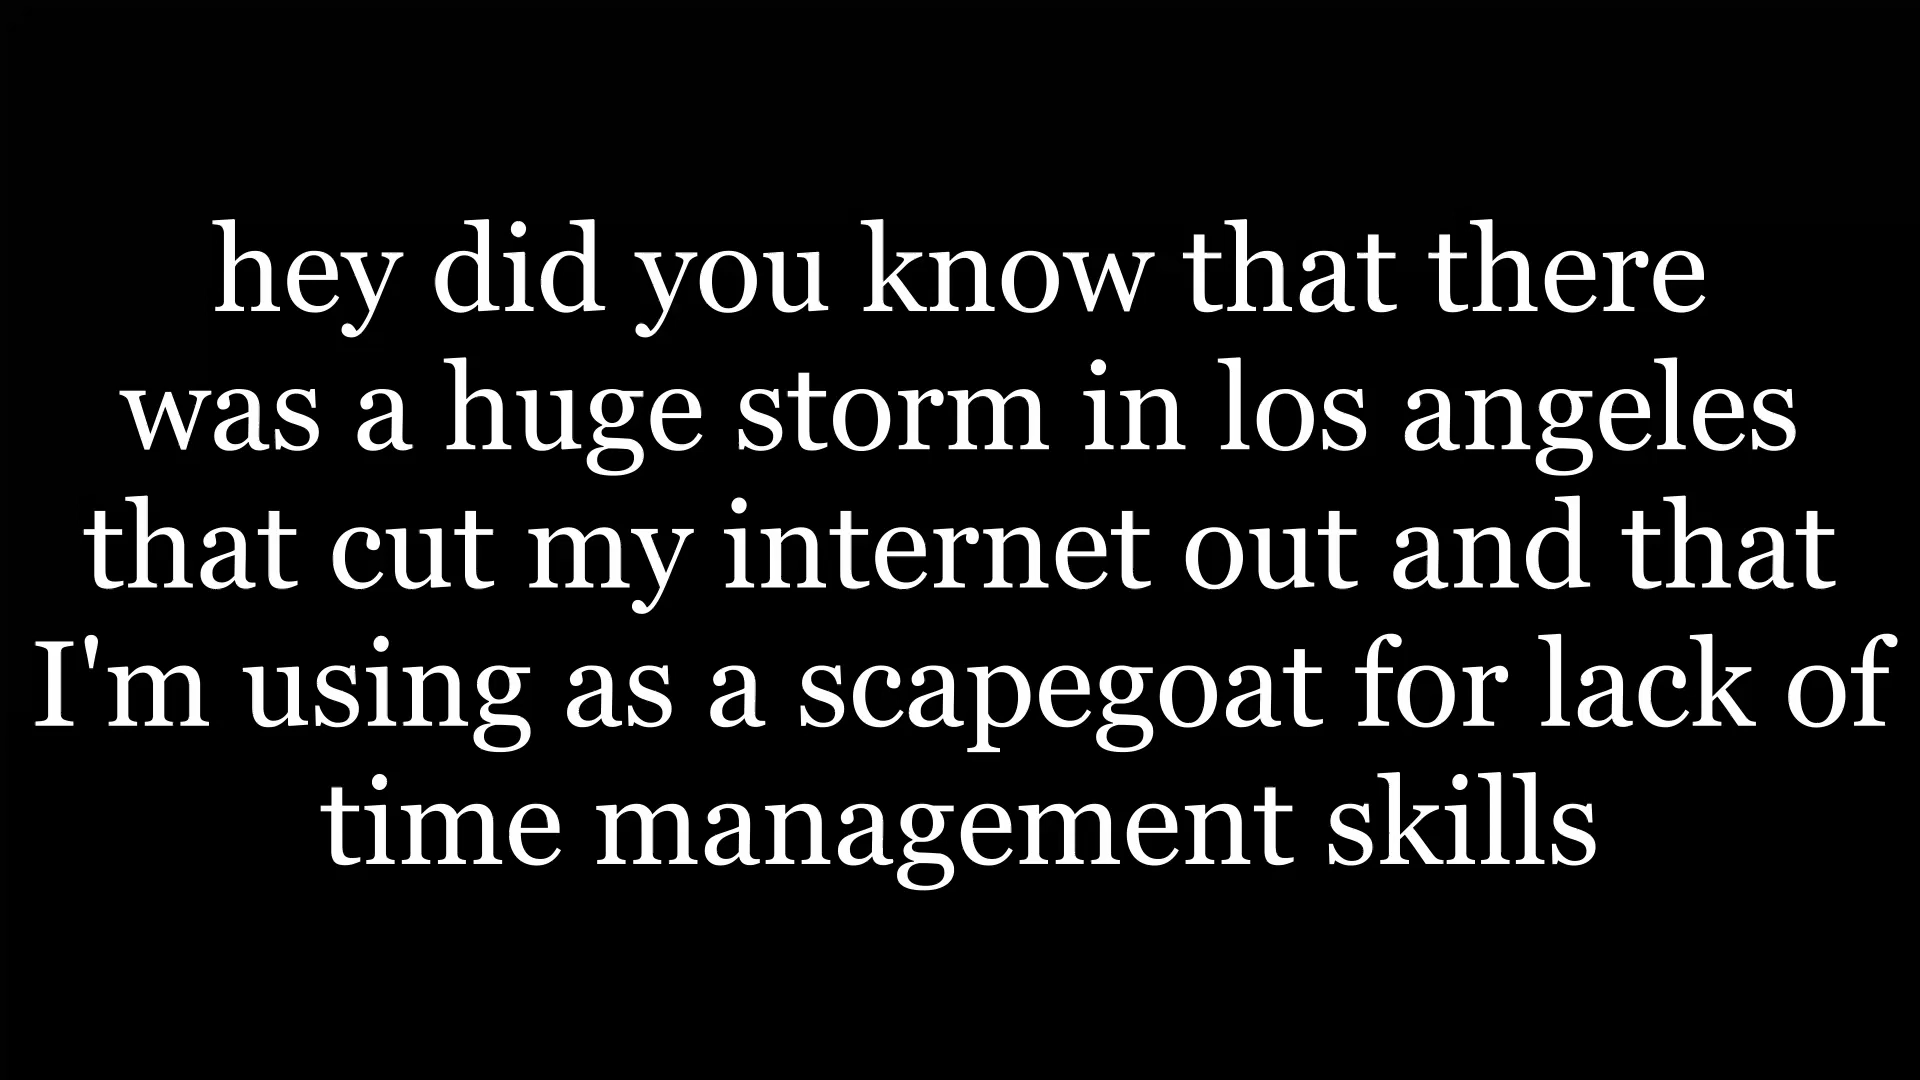 hey did you know that there
was a huge storm in los angeles
that cut my internet out and that
I'm using as a scapegoat for lack of
time management skills